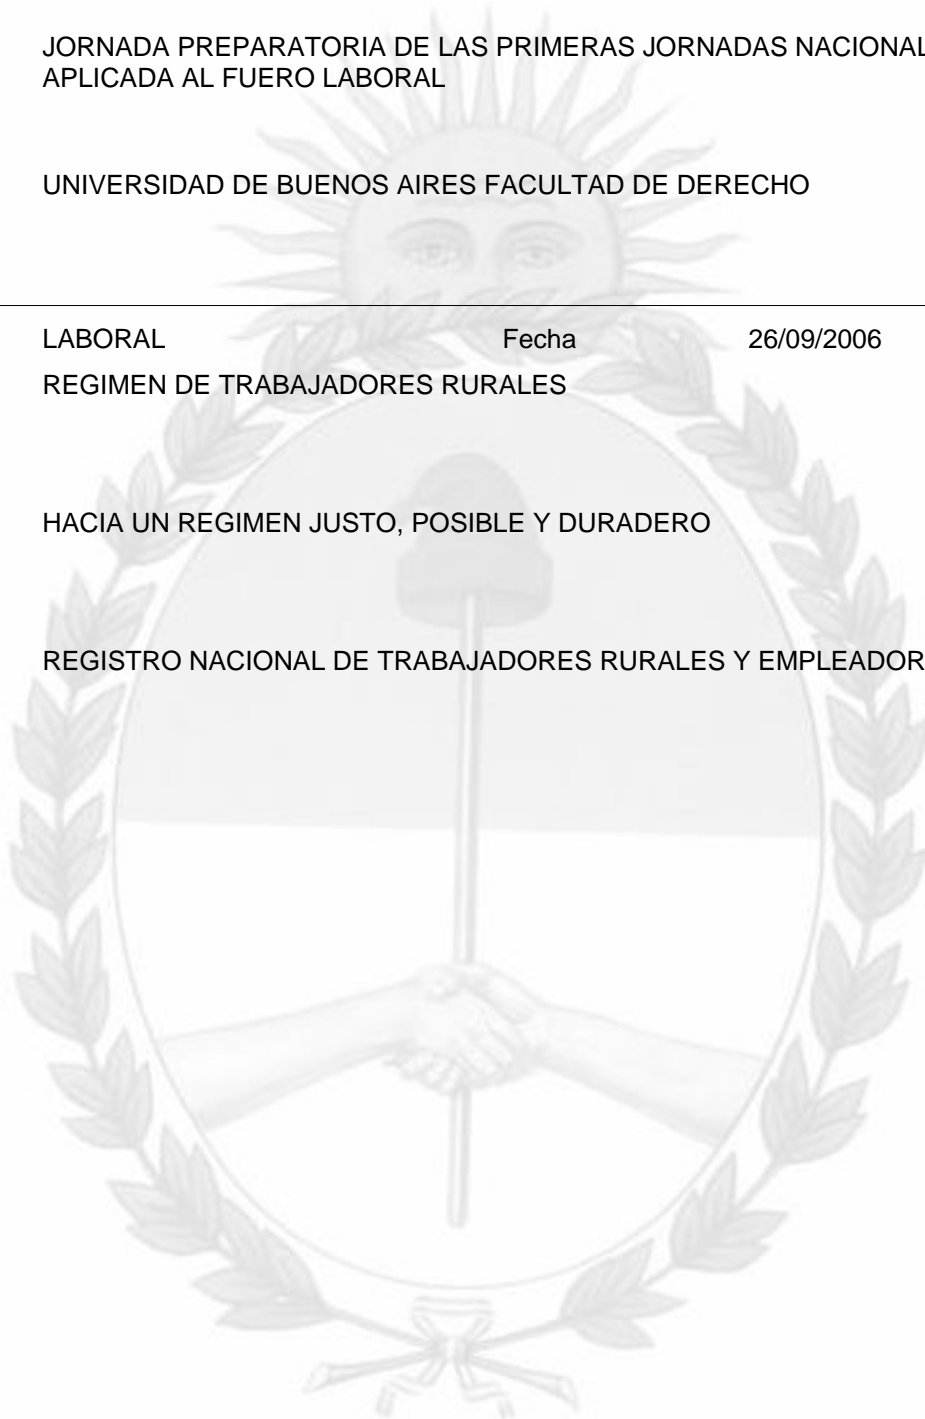 JORNADA PREPARATORIA DE LAS PRIMERAS JORNADAS NACIONAL
APLICADA AL FUERO LABORAL
UNIVERSIDAD DE BUENOS AIRES FACULTAD DE DERECHO
LABORAL Fecha 26/09/2006
REGIMEN DE TRABAJADORES RURALES
HACIA UN REGIMEN JUSTO, POSIBLE Y DURADERO
REGISTRO NACIONAL DE TRABAJADORES RURALES Y EMPLEADOR